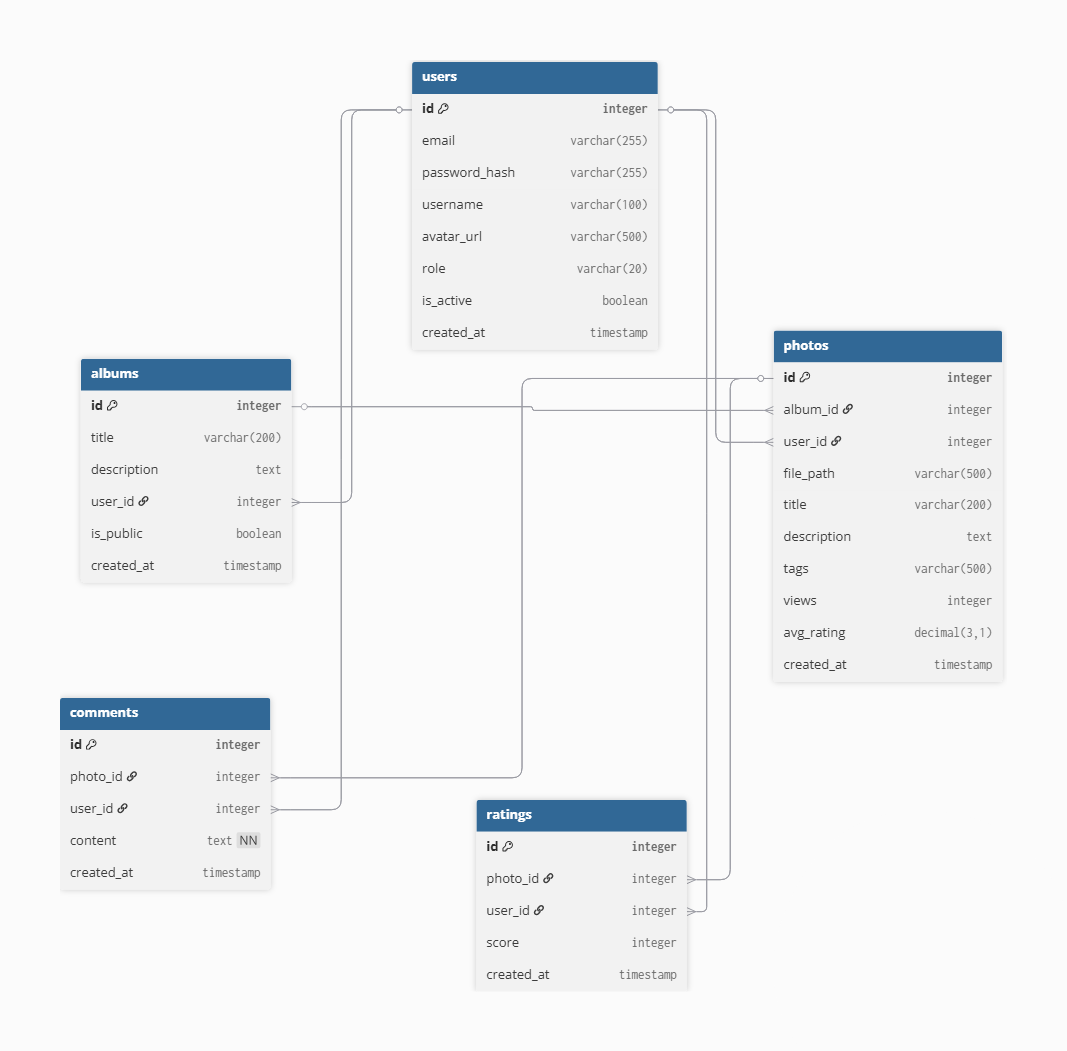 users
id integer
email varchar(255)
password_hash varchar(255)
username varchar(100)
avatar_url varchar(500)
role varchar(20)
is_active boolean
created_at timestamp
albums
id integer
title varchar(200)
description text
user_id integer
is_public boolean
created_at timestamp
photos
id integer
album_id integer
user_id integer
file_path varchar(500)
title varchar(200)
description text
tags varchar(500)
views integer
avg_rating decimal(3,1)
created_at timestamp
comments
id integer
photo_id integer
user_id integer
content text NN
created_at timestamp
ratings
id integer
photo_id integer
user_id integer
score integer
created_at timestamp